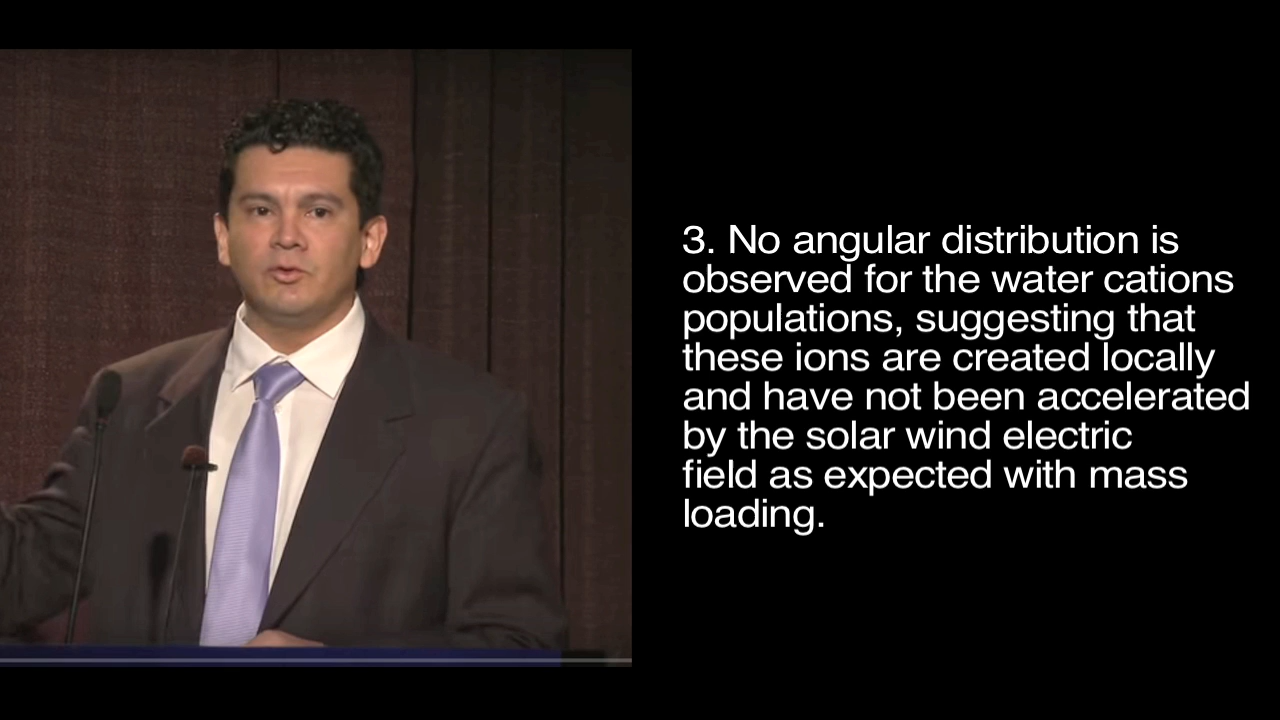 3. No angular distribution is
observed for the water cations
populations, suggesting that
these ions are created locally
and have not been accelerated
by the solar wind electric
field as expected with mass
loading.